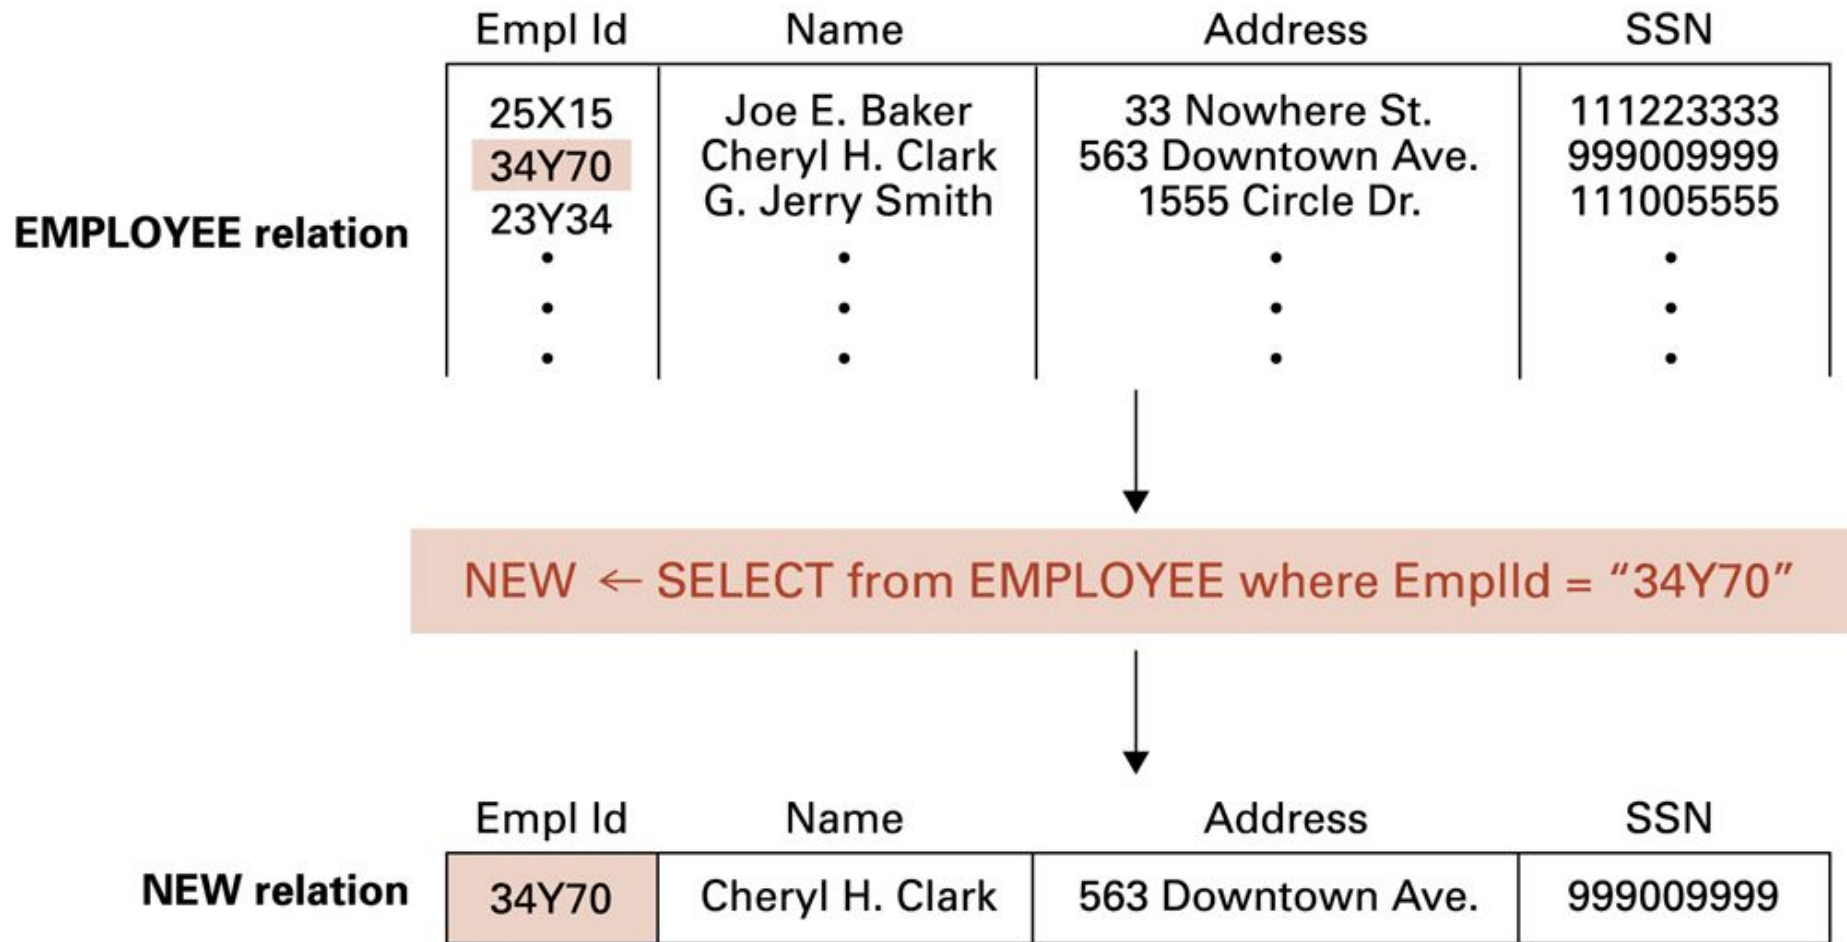 Empl Id Name Address SSN
25X15 Joe E. Baker 33 Nowhere St. 111223333
34Y70 Cheryl H. Clark 563 Downtown Ave. 999009999
23Y34 G. Jerry Smith 1555 Circle Dr. 111005555
EMPLOYEE relation
• • • •
• • • •
• • • •
NEW ← SELECT from EMPLOYEE where EmplId = “34Y70”
Empl Id Name Address SSN
NEW relation 34Y70 Cheryl H. Clark 563 Downtown Ave. 999009999